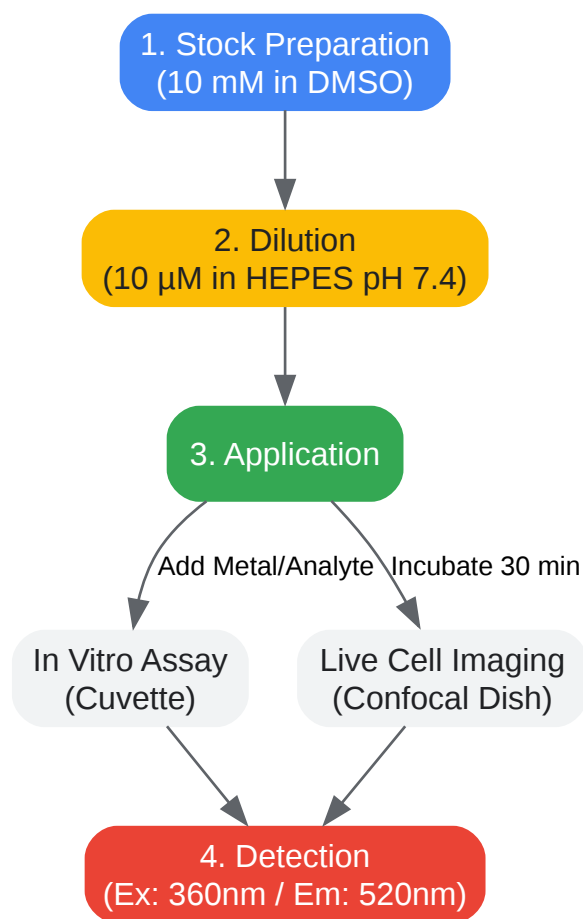 1. Stock Preparation
(10 mM in DMSO)
2. Dilution
(10 µM in HEPES pH 7.4)
3. Application
Add Metal/Analyte
Incubate 30 min
In Vitro Assay
(Cuvette)
Live Cell Imaging
(Confocal Dish)
4. Detection
(Ex: 360nm / Em: 520nm)